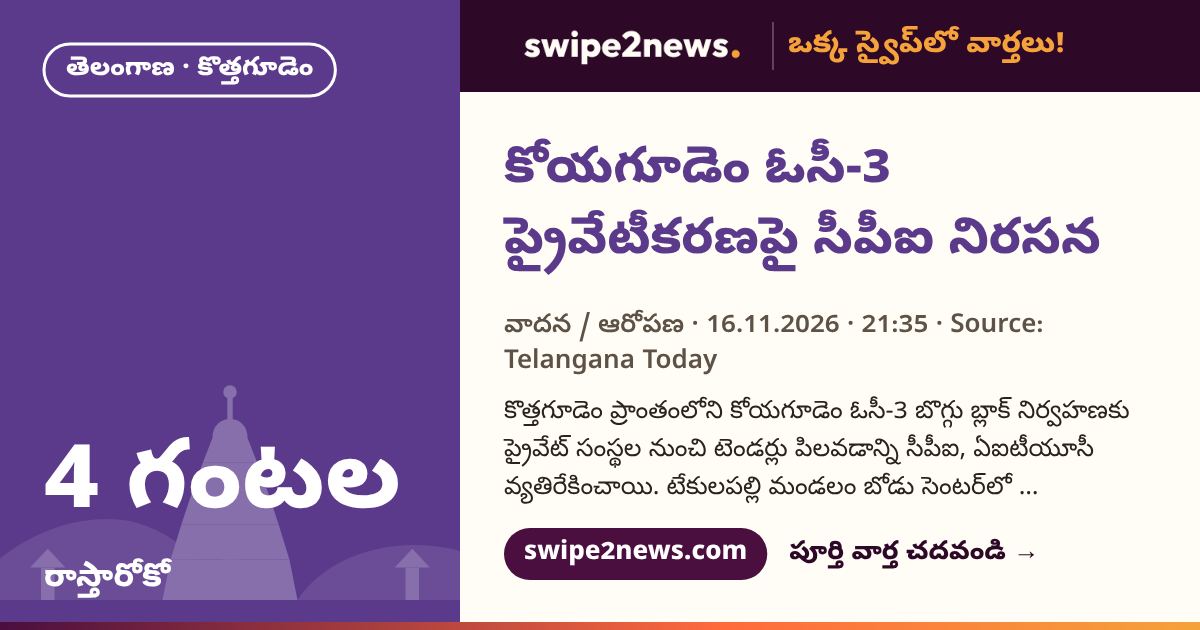 తెలంగాణ · కొత్తగూడెం
4 గంటల
రాస్తారోకో
swipe2news.
ఒక్క స్వైప్‌లో వార్తలు!
కోయగూడెం ఓసీ-3
ప్రైవేటీకరణపై సీపీఐ నిరసన
వాదన / ఆరోపణ · 16.11.2026 · 21:35 · Source:
Telangana Today
కొత్తగూడెం ప్రాంతంలోని కోయగూడెం ఓసీ-3 బొగ్గు బ్లాక్ నిర్వహణకు
ప్రైవేట్ సంస్థల నుంచి టెండర్లు పిలవడాన్ని సీపీఐ, ఏఐటీయూసీ
వ్యతిరేకించాయి. టేకులపల్లి మండలం బోడు సెంటర్‌లో ...
swipe2news.com
పూర్తి వార్త చదవండి →